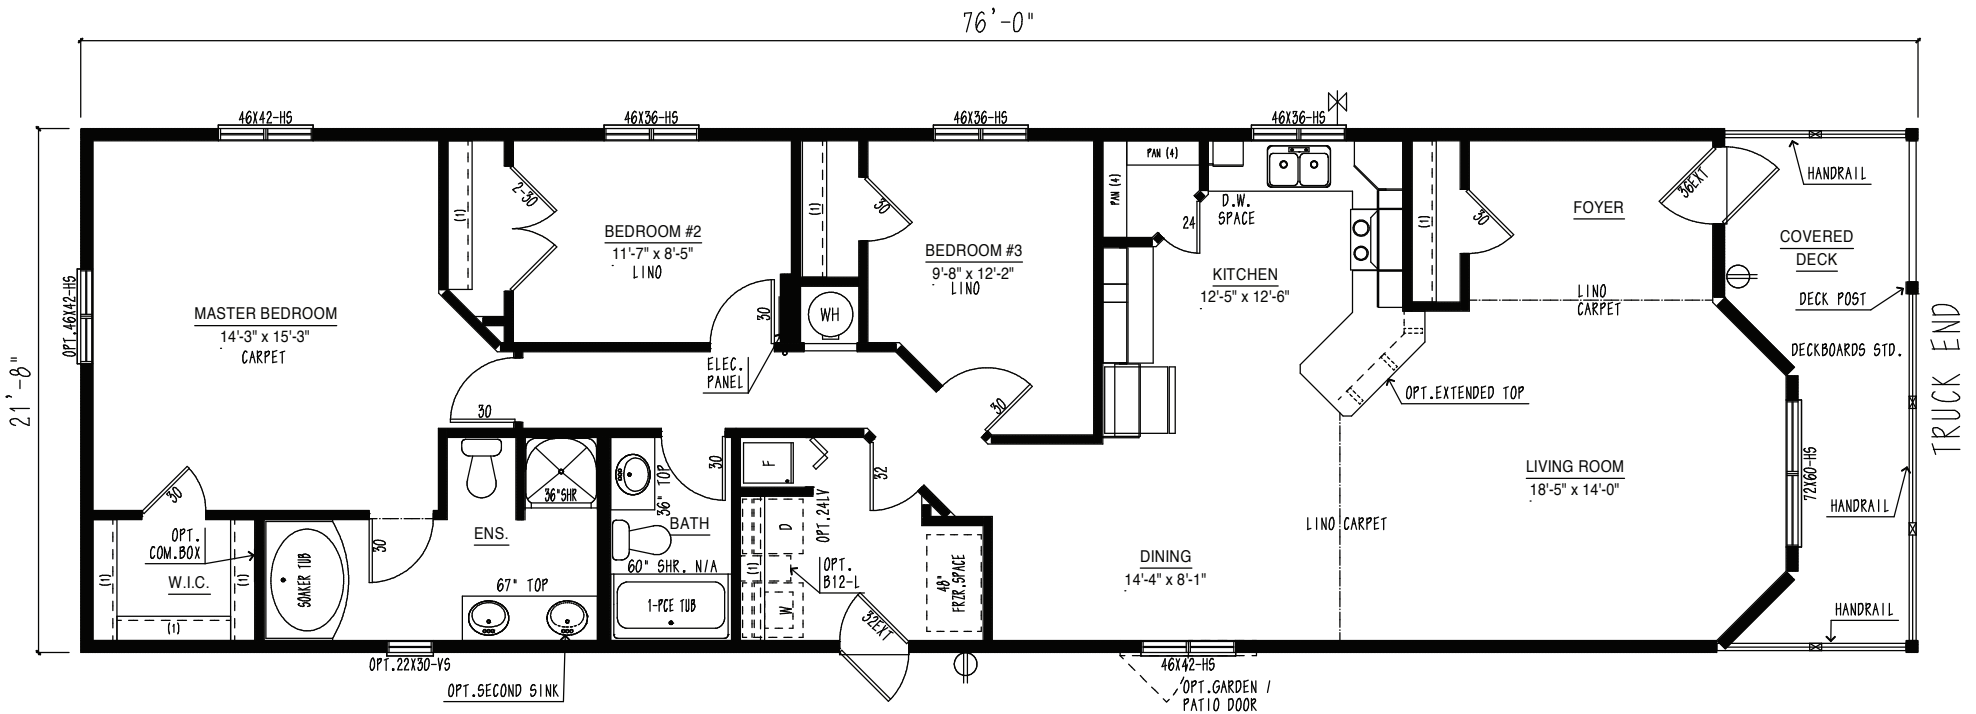 76'-0"
46X42-HS
46X36-HS
46X36-HS
46X36-HS
HANDRAIL
PAN (4)
PAN (4)
36EXT
2-30
(1)
(1)
30
24
D.W.
SPACE
(1)
30
FOYER
COVERED
DECK
BEDROOM #2
11'-7" x 8'-5"
LINO
BEDROOM #3
9'-8" x 12'-2"
LINO
KITCHEN
12'-5" x 12'-6"
LINO
CARPET
DECK POST
OPT.46X42-HS
MASTER BEDROOM
14'-3" x 15'-3"
CARPET
30
WH
ELEC.
PANEL
DECKBOARDS STD.
TRUCK END
21'-8"
30
30
OPT.EXTENDED TOP
30
36"SHR
36" TOP
30
F
32
LIVING ROOM
18'-5" x 14'-0"
72X60-HS
HANDRAIL
OPT.
COM.BOX
W.I.C.
(1)
(1)
(1)
SOAKER TUB
30
ENS.
67" TOP
BATH
60" SHR. N/A
1-PCE TUB
D
(1)
W
OPT.24LV
OPT.
B12-L
48"
FRZR.SPACE
32EXT
LINO CARPET
DINING
14'-4" x 8'-1"
HANDRAIL
OPT.22X30-VS
OPT.SECOND SINK
46X42-HS
OPT.GARDEN /
PATIO DOOR